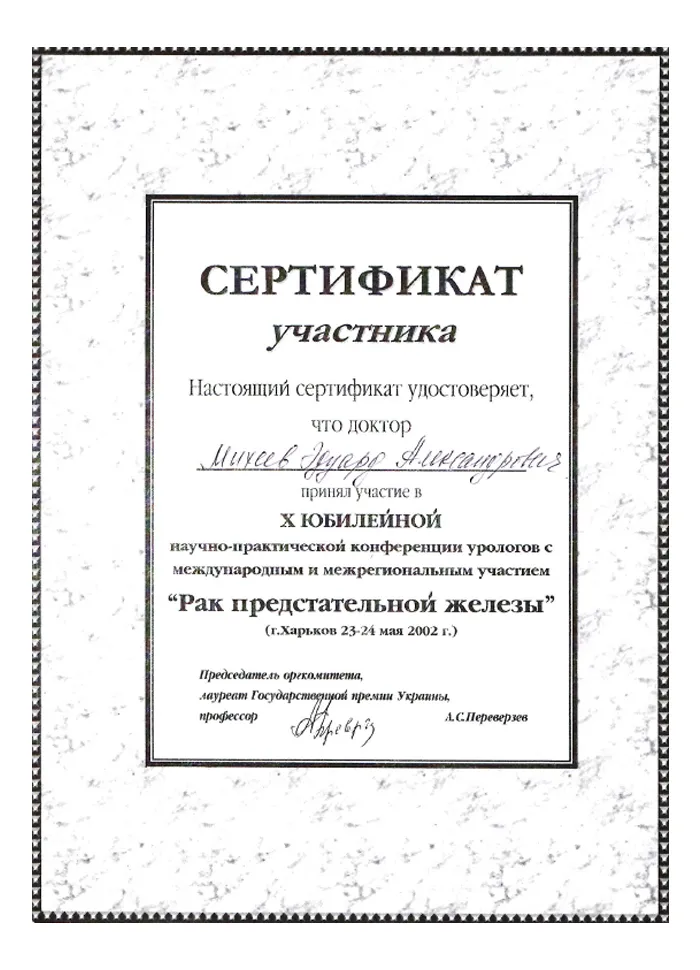 СЕРТИФИКАТ
участника
Настоящий сертификат удостоверяет,
что доктор
Михеев Эдуард Александрович
принял участие в
X ЮБИЛЕЙНОЙ
научно-практической конференции урологов с
международным и межрегиональным участием
“Рак предстательной железы”
(г.Харьков 23-24 мая 2002 г.)
Председатель оргкомитета,
лауреат Государственной премии Украины,
профессор А.С.Переверзев